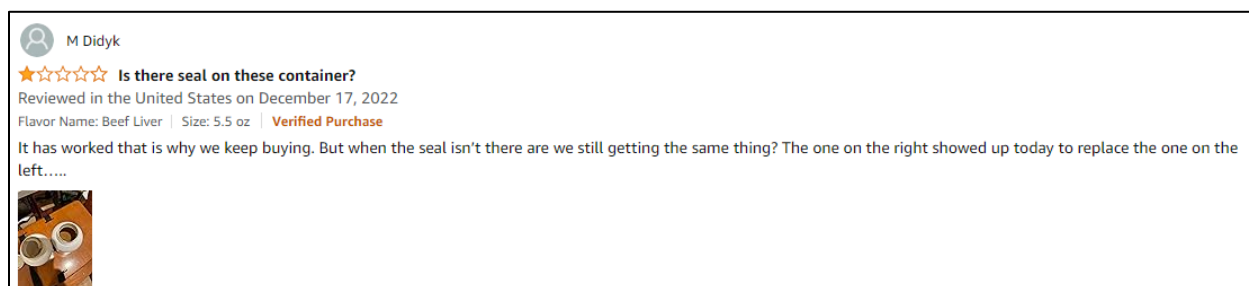 M Didyk
Is there seal on these container?
Reviewed in the United States on December 17, 2022
Flavor Name: Beef Liver | Size: 5.5 oz | Verified Purchase
It has worked that is why we keep buying. But when the seal isn’t there are we still getting the same thing? The one on the right showed up today to replace the one on the
left…..